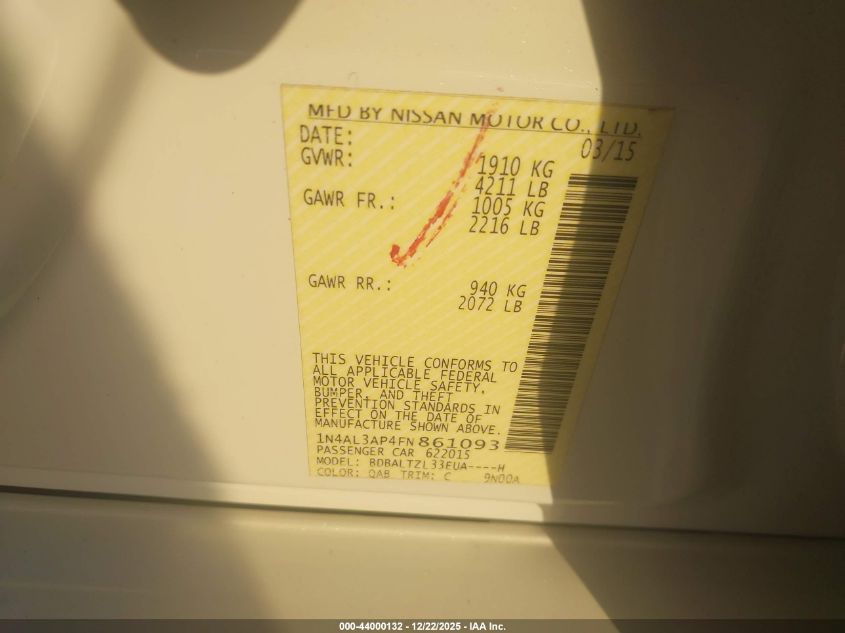 MFD BY NISSAN MOTOR CO., LTD.
DATE: 03/15
GVWR: 1910 KG
4211 LB
GAWR FR.: 1005 KG
2216 LB
GAWR RR.: 940 KG
2072 LB
THIS VEHICLE CONFORMS TO
ALL APPLICABLE FEDERAL
MOTOR VEHICLE SAFETY,
BUMPER, AND THEFT
PREVENTION STANDARDS IN
EFFECT ON THE DATE OF
MANUFACTURE SHOWN ABOVE.
1N4AL3AP4FN861093
PASSENGER CAR 622015
MODEL: BDBALTZL33EUA----H
COLOR: QAB TRIM: C 9N00A
000-44000132 - 12/22/2025 - IAA Inc.